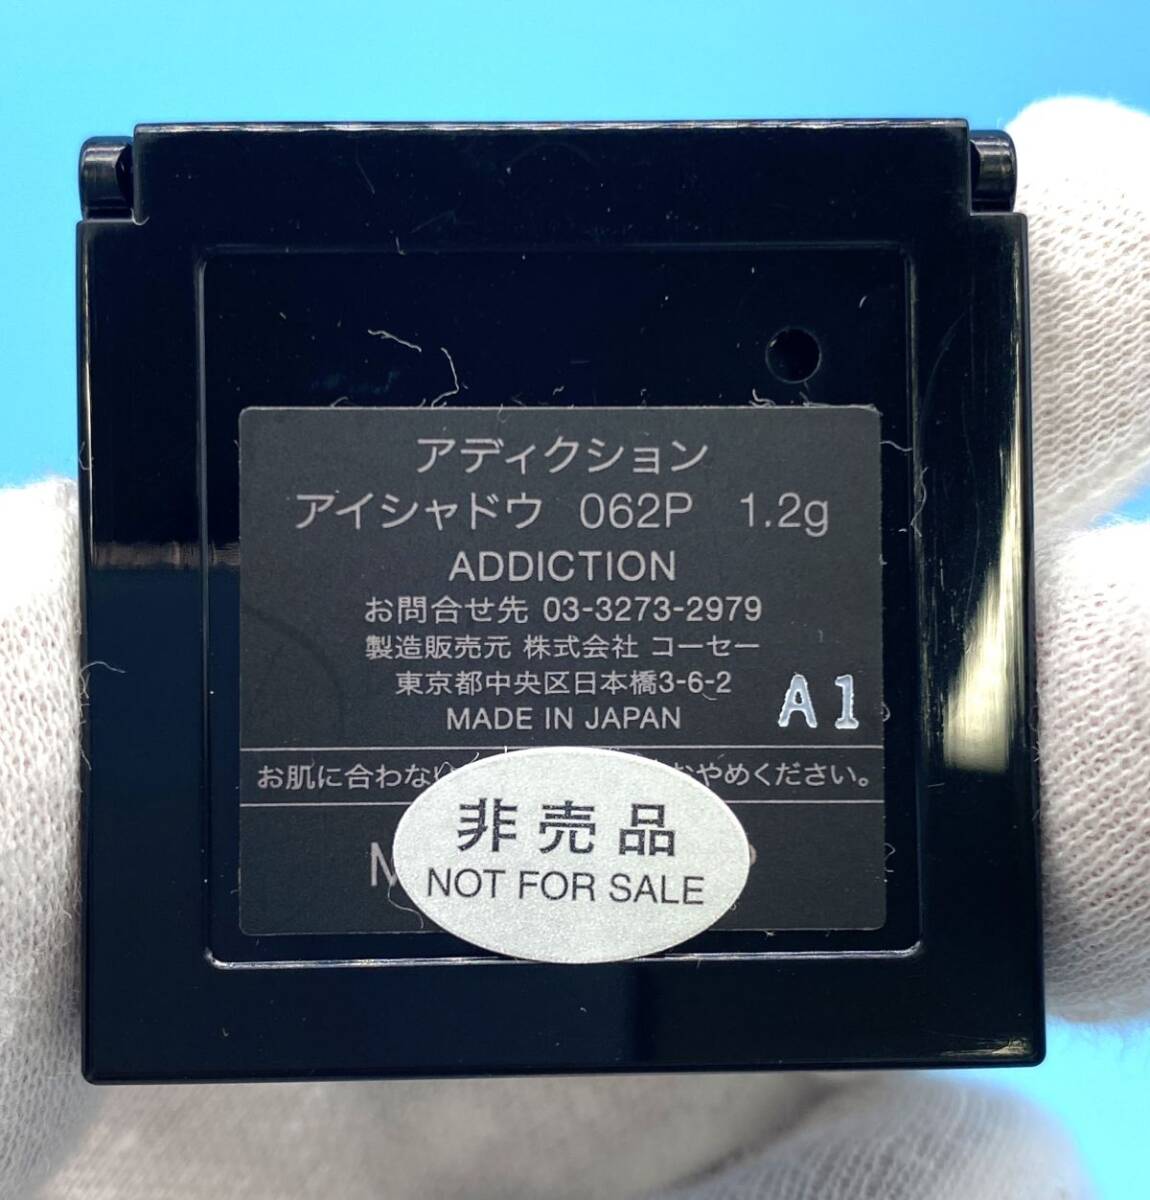 アディクション
アイシャドウ 062P 1.2g
ADDICTION
お問合せ先 03-3273-2979
製造販売元 株式会社 コーセー
東京都中央区日本橋3-6-2
MADE IN JAPAN
A1
お肌に合わない おやめください。
非売品
NOT FOR SALE